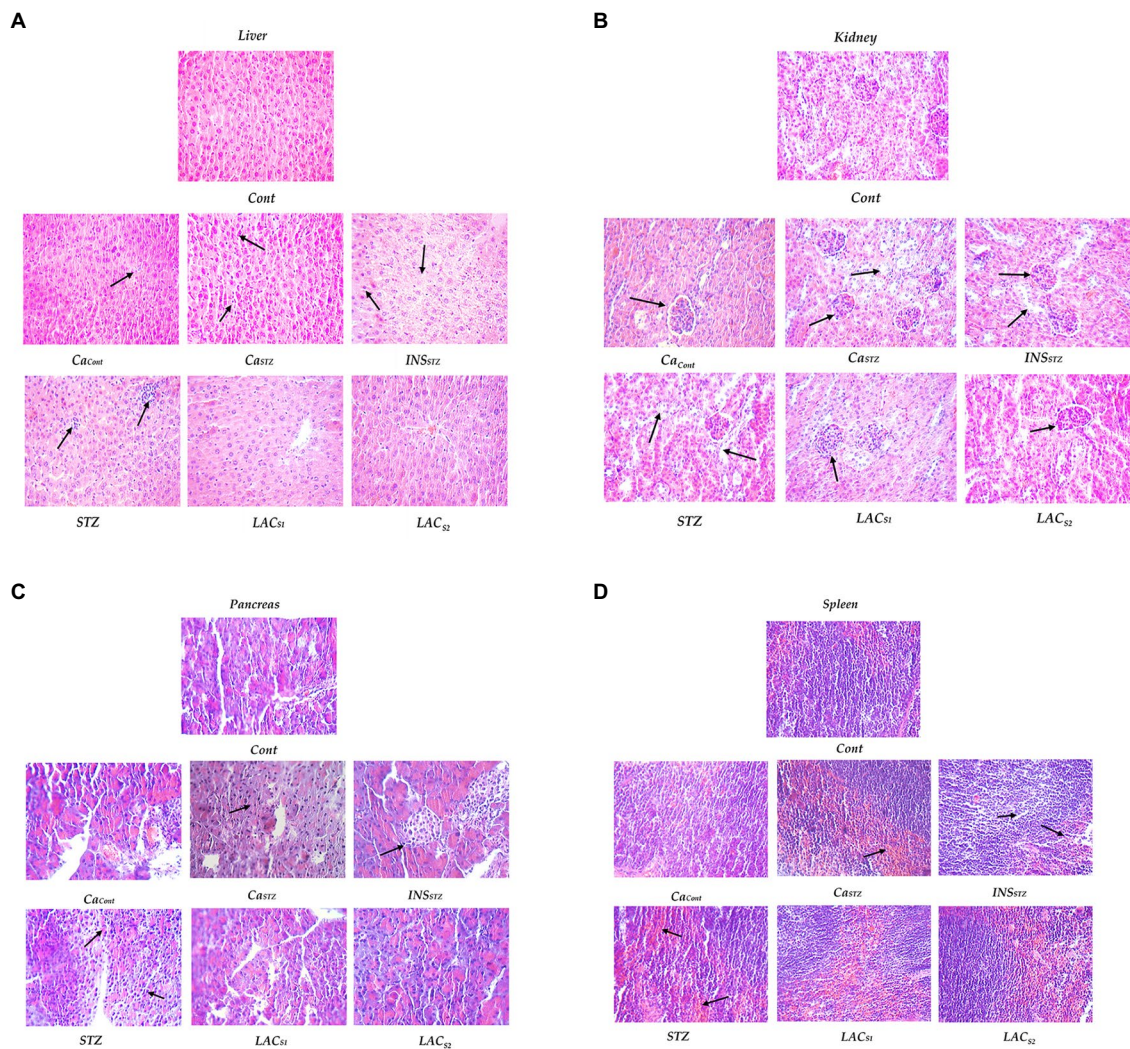 A
Liver
Cont
CaCont CaSTZ INSSTZ
STZ LACS1 LACS2
B
Kidney
Cont
CaCont CaSTZ INSSTZ
STZ LACS1 LACS2
C
Pancreas
Cont
CaCont CaSTZ INSSTZ
STZ LACS1 LACS2
D
Spleen
Cont
CaCont CaSTZ INSSTZ
STZ LACS1 LACS2